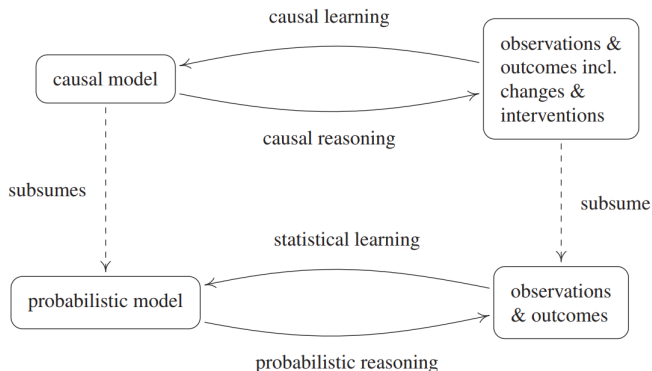 causal learning
causal model
observations &
outcomes incl.
changes &
interventions
causal reasoning
subsumes
subsume
statistical learning
probabilistic model
observations
& outcomes
probabilistic reasoning